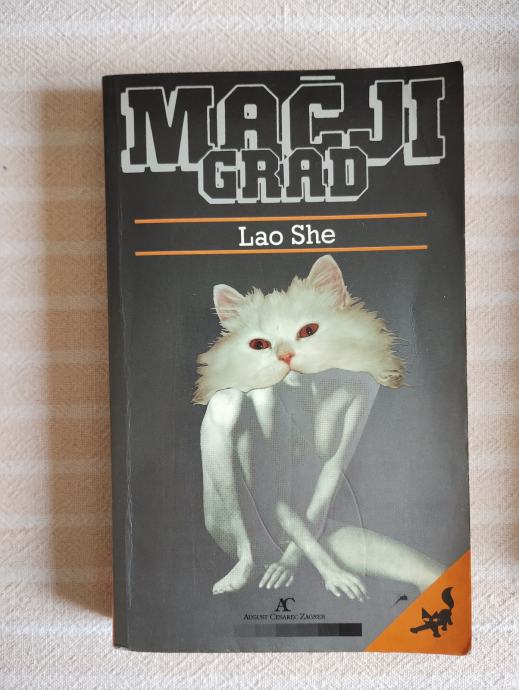 MAČJI
GRAD
Lao She
AC
AUGUST CESAREC ZAGREB